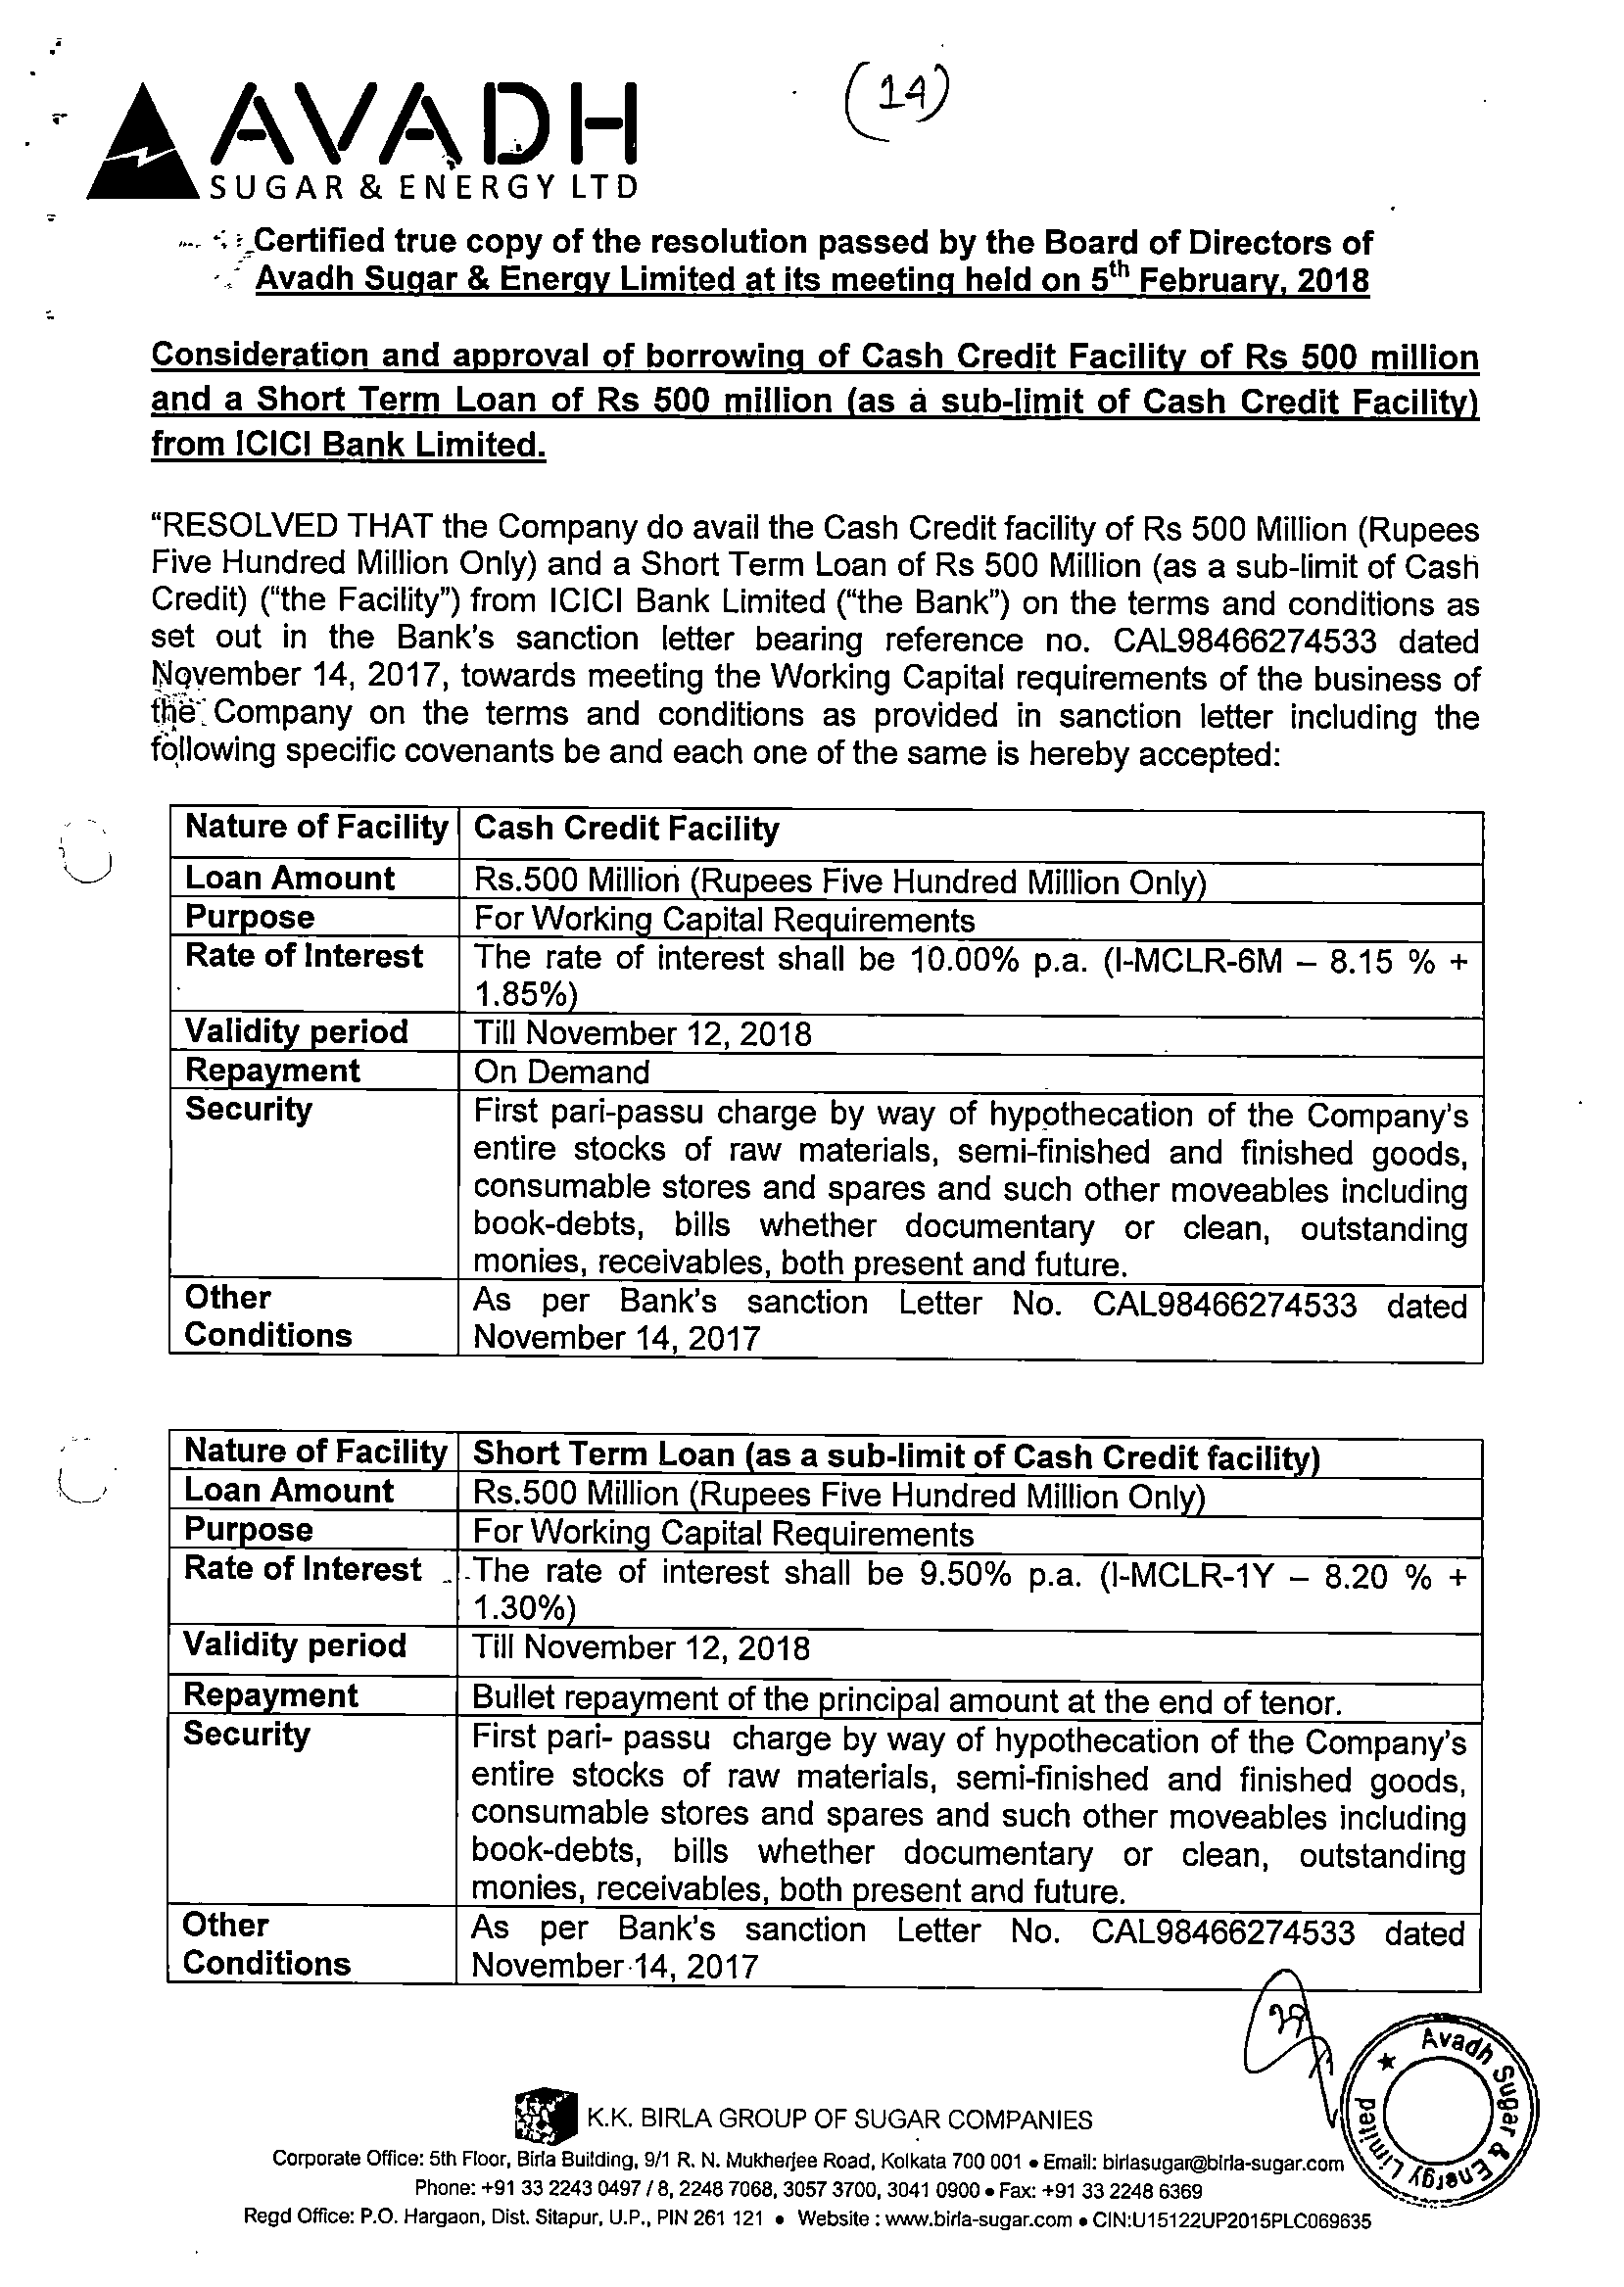 (14)
AVADH
SUGAR & ENERGY LTD
Certified true copy of the resolution passed by the Board of Directors of
Avadh Sugar & Energy Limited at its meeting held on 5th February, 2018
Consideration and approval of borrowing of Cash Credit Facility of Rs 500 million
and a Short Term Loan of Rs 500 million (as a sub-limit of Cash Credit Facility)
from ICICI Bank Limited.
“RESOLVED THAT the Company do avail the Cash Credit facility of Rs 500 Million (Rupees
Five Hundred Million Only) and a Short Term Loan of Rs 500 Million (as a sub-limit of Cash
Credit) (“the Facility”) from ICICI Bank Limited (“the Bank”) on the terms and conditions as
set out in the Bank’s sanction letter bearing reference no. CAL98466274533 dated
November 14, 2017, towards meeting the Working Capital requirements of the business of
the Company on the terms and conditions as provided in sanction letter including the
following specific covenants be and each one of the same is hereby accepted:
Nature of Facility Cash Credit Facility
Loan Amount Rs.500 Million (Rupees Five Hundred Million Only)
Purpose For Working Capital Requirements
Rate of Interest The rate of interest shall be 10.00% p.a. (I-MCLR-6M – 8.15 % +
1.85%)
Validity period Till November 12, 2018
Repayment On Demand
Security First pari-passu charge by way of hypothecation of the Company’s
entire stocks of raw materials, semi-finished and finished goods,
consumable stores and spares and such other moveables including
book-debts, bills whether documentary or clean, outstanding
monies, receivables, both present and future.
Other As per Bank’s sanction Letter No. CAL98466274533 dated
Conditions November 14, 2017
Nature of Facility Short Term Loan (as a sub-limit of Cash Credit facility)
Loan Amount Rs.500 Million (Rupees Five Hundred Million Only)
Purpose For Working Capital Requirements
Rate of Interest The rate of interest shall be 9.50% p.a. (I-MCLR-1Y – 8.20 % +
1.30%)
Validity period Till November 12, 2018
Repayment Bullet repayment of the principal amount at the end of tenor.
Security First pari- passu charge by way of hypothecation of the Company’s
entire stocks of raw materials, semi-finished and finished goods,
consumable stores and spares and such other moveables including
book-debts, bills whether documentary or clean, outstanding
monies, receivables, both present and future.
Other As per Bank’s sanction Letter No. CAL98466274533 dated
Conditions November 14, 2017
Avadh Sugar & Energy Limited
K.K. BIRLA GROUP OF SUGAR COMPANIES
Corporate Office: 5th Floor, Birla Building, 9/1 R. N. Mukherjee Road, Kolkata 700 001 • Email: birlasugar@birla-sugar.com
Phone: +91 33 2243 0497 / 8, 2248 7068, 3057 3700, 3041 0900 • Fax: +91 33 2248 6369
Regd Office: P.O. Hargaon, Dist. Sitapur, U.P., PIN 261 121 • Website : www.birla-sugar.com • CIN:U15122UP2015PLC069635